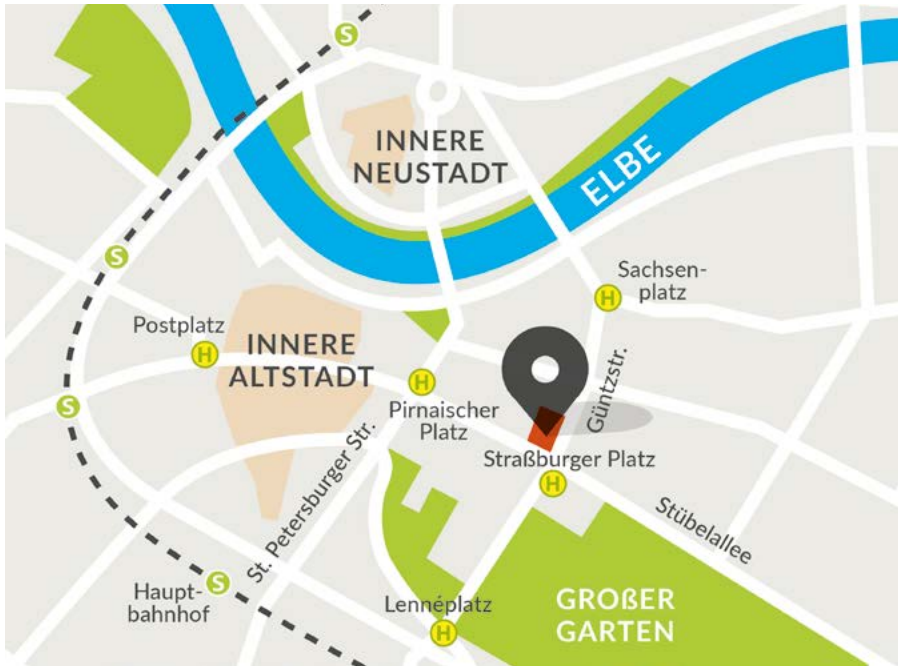 S
INNERE
NEUSTADT
ELBE
S
Sachsen-
platz
H
Postplatz
H
INNERE
ALTSTADT
H
Pirnaischer
Platz
Güntzstr.
S
St. Petersburger Str.
Straßburger Platz
H
Stübelallee
S
Haupt-
bahnhof
Lennéplatz
H
GROẞER
GARTEN